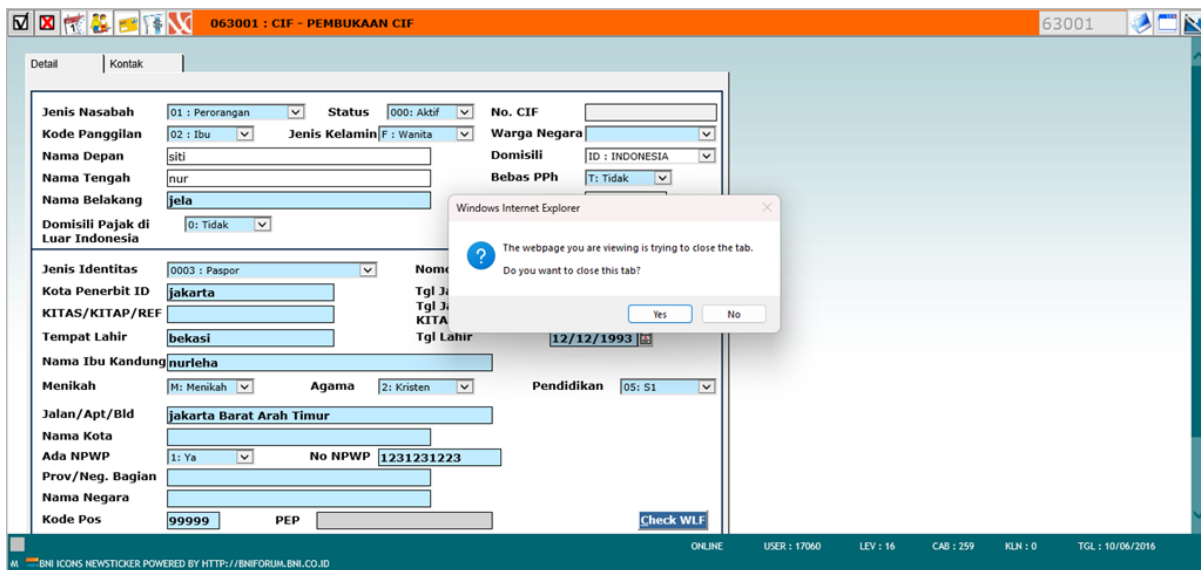 063001 : CIF - PEMBUKAAN CIF 63001
Detail Kontak
Jenis Nasabah 01 : Perorangan Status 000: Aktif No. CIF
Kode Panggilan 02 : Ibu Jenis Kelamin F : Wanita Warga Negara
Nama Depan siti Domisili ID : INDONESIA
Nama Tengah nur Bebas PPh T: Tidak
Nama Belakang jela
Windows Internet Explorer
Domisili Pajak di 0: Tidak
Luar Indonesia
The webpage you are viewing is trying to close the tab.
Do you want to close this tab?
Yes No
Jenis Identitas 0003 : Paspor
Kota Penerbit ID jakarta Tgl
KITAS/KITAP/REF Tgl
KITA
Tempat Lahir bekasi Tgl Lahir 12/12/1993
Nama Ibu Kandung nurleha
Menikah M: Menikah Agama 2: Kristen Pendidikan 05: S1
Jalan/Apt/Bld jakarta Barat Arah Timur
Nama Kota
Ada NPWP 1: Ya No NPWP 1231231223
Prov/Neg. Bagian
Nama Negara
Kode Pos 99999 PEP Check WLF
ONLINE USER : 17060 LEV : 16 CAB : 259 KLN : 0 TGL : 10/06/2016
BNI ICONS NEWSTICKER POWERED BY HTTP://BNIFORUM.BNI.CO.ID